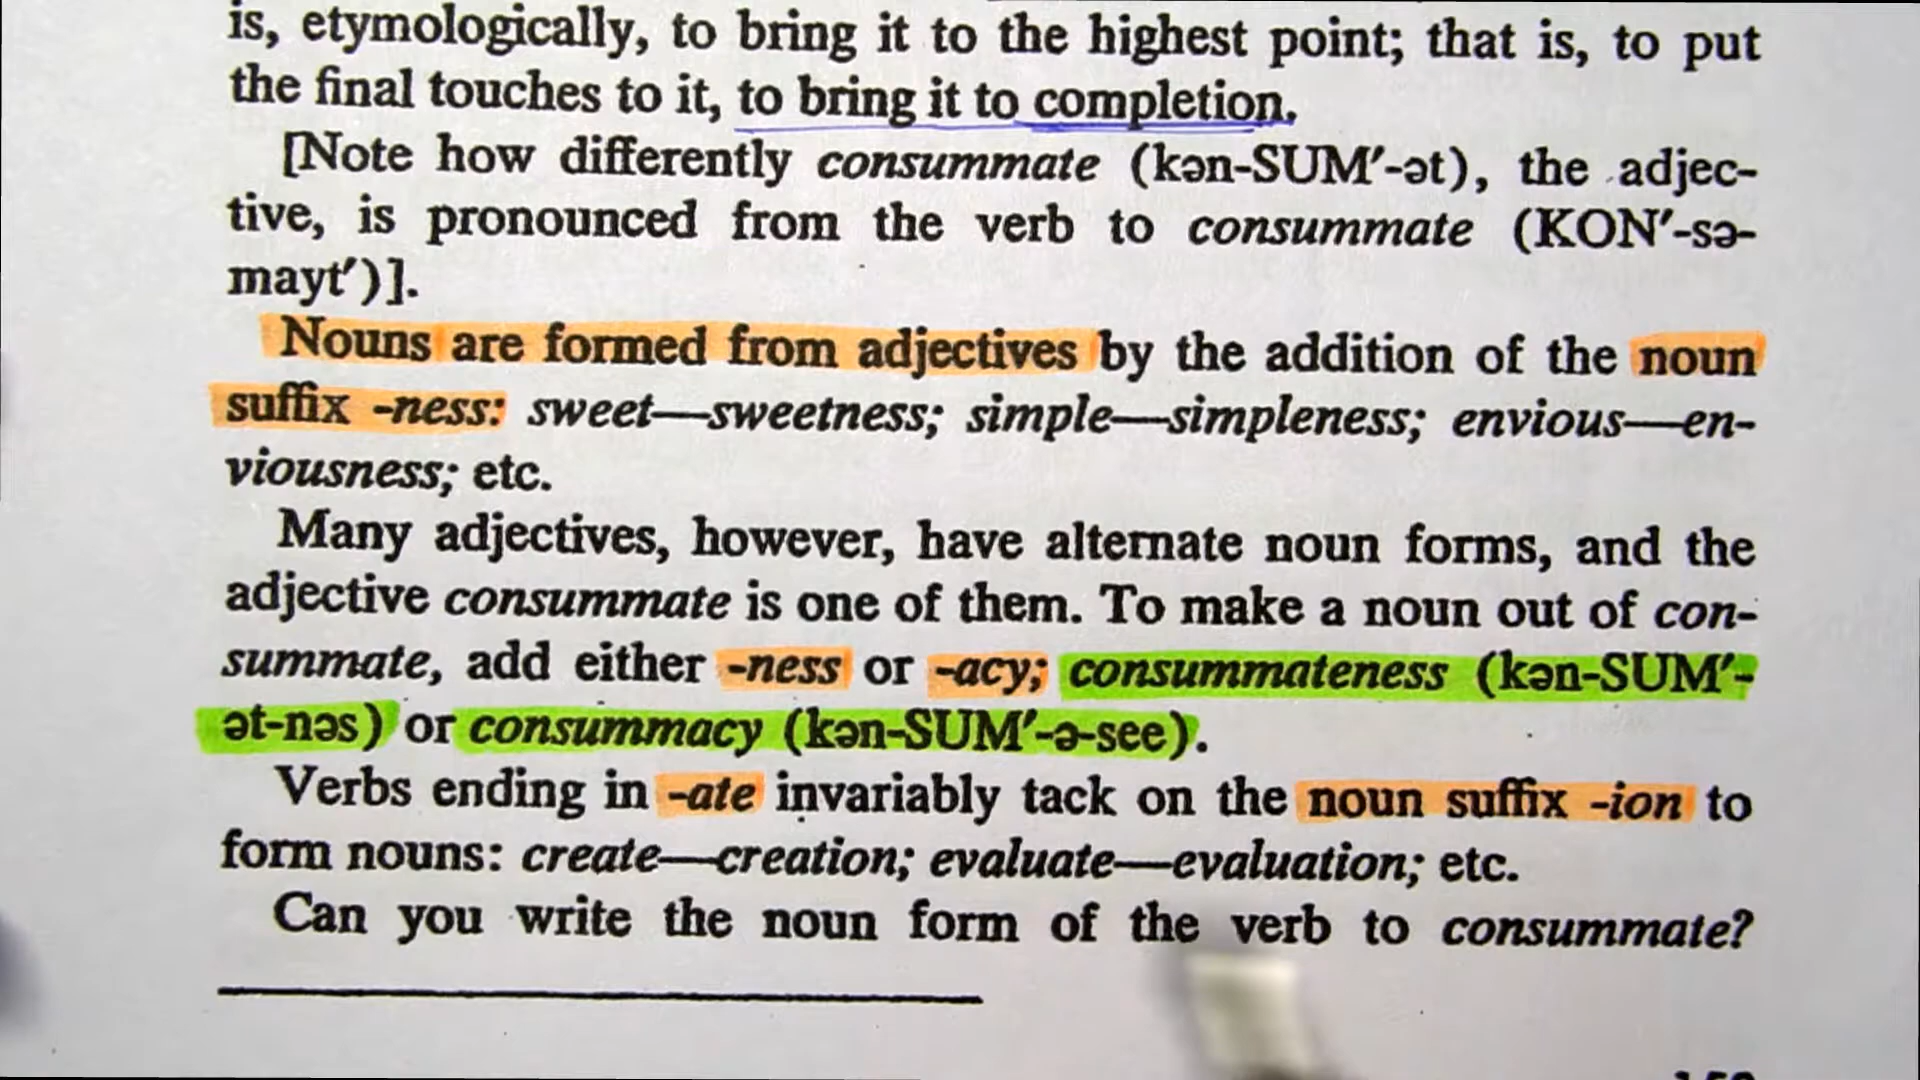 is, etymologically, to bring it to the highest point; that is, to put
the final touches to it, to bring it to completion.
[Note how differently consummate (kən-SUM′-ət), the adjec-
tive, is pronounced from the verb to consummate (KON′-sə-
mayt′)].
Nouns are formed from adjectives by the addition of the noun
suffix -ness: sweet—sweetness; simple—simpleness; envious—en-
viousness; etc.
Many adjectives, however, have alternate noun forms, and the
adjective consummate is one of them. To make a noun out of con-
summate, add either -ness or -acy; consummateness (kən-SUM′-
ət-nəs) or consummacy (kən-SUM′-ə-see).
Verbs ending in -ate invariably tack on the noun suffix -ion to
form nouns: create—creation; evaluate—evaluation; etc.
Can you write the noun form of the verb to consummate?